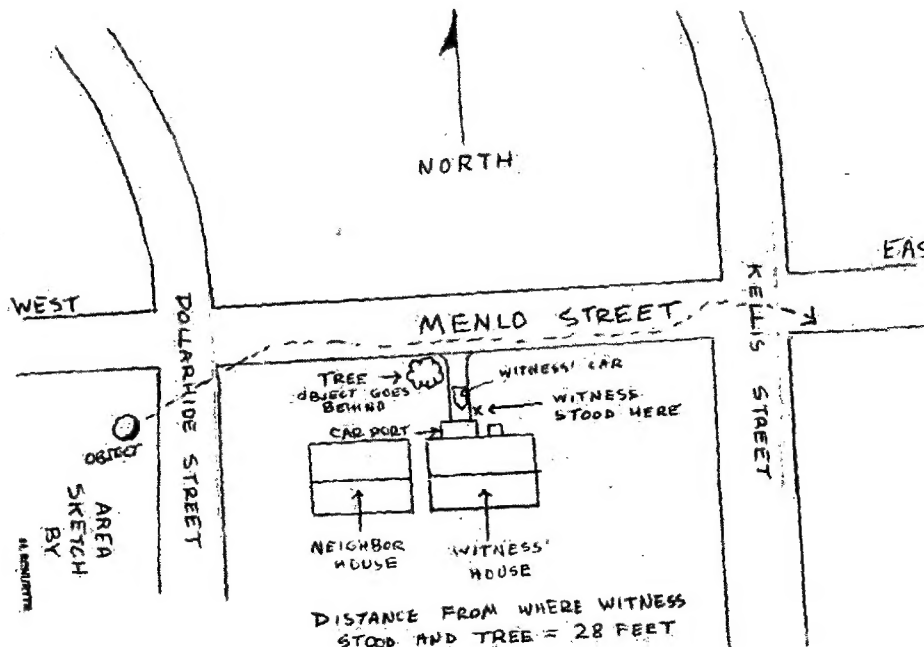 NORTH
WEST
EAS
DOLLARHIDE STREET
MENLO STREET
KELLIS STREET
TREE
OBJECT GOES
BEHIND
WITNESS' CAR
WITNESS
STOOD HERE
CAR PORT
OBJECT
AREA
SKETCH
BY
NEIGHBOR
HOUSE
WITNESS'
HOUSE
DISTANCE FROM WHERE WITNESS
STOOD AND TREE = 28 FEET